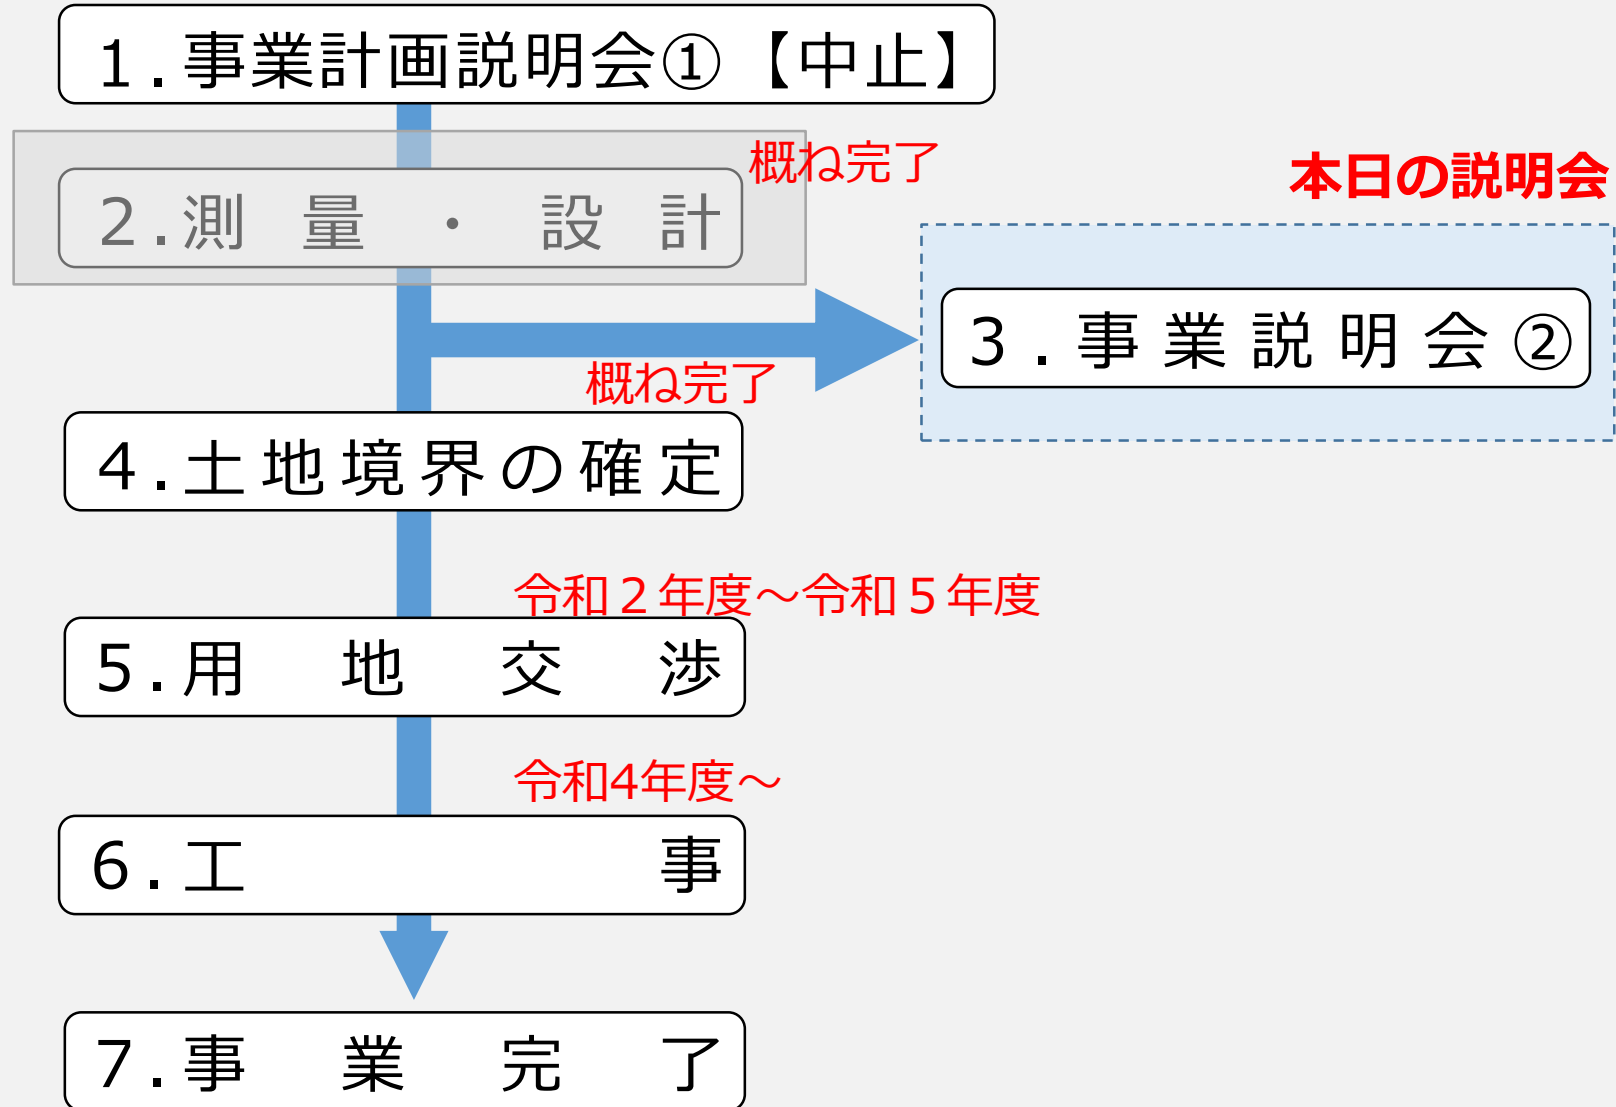 1.事業計画説明会①【中止】
概ね完了
2.測量・設計
本日の説明会
3.事業説明会②
概ね完了
4.土地境界の確定
令和２年度～令和５年度
5.用地交渉
令和4年度～
6.工事
7.事業完了